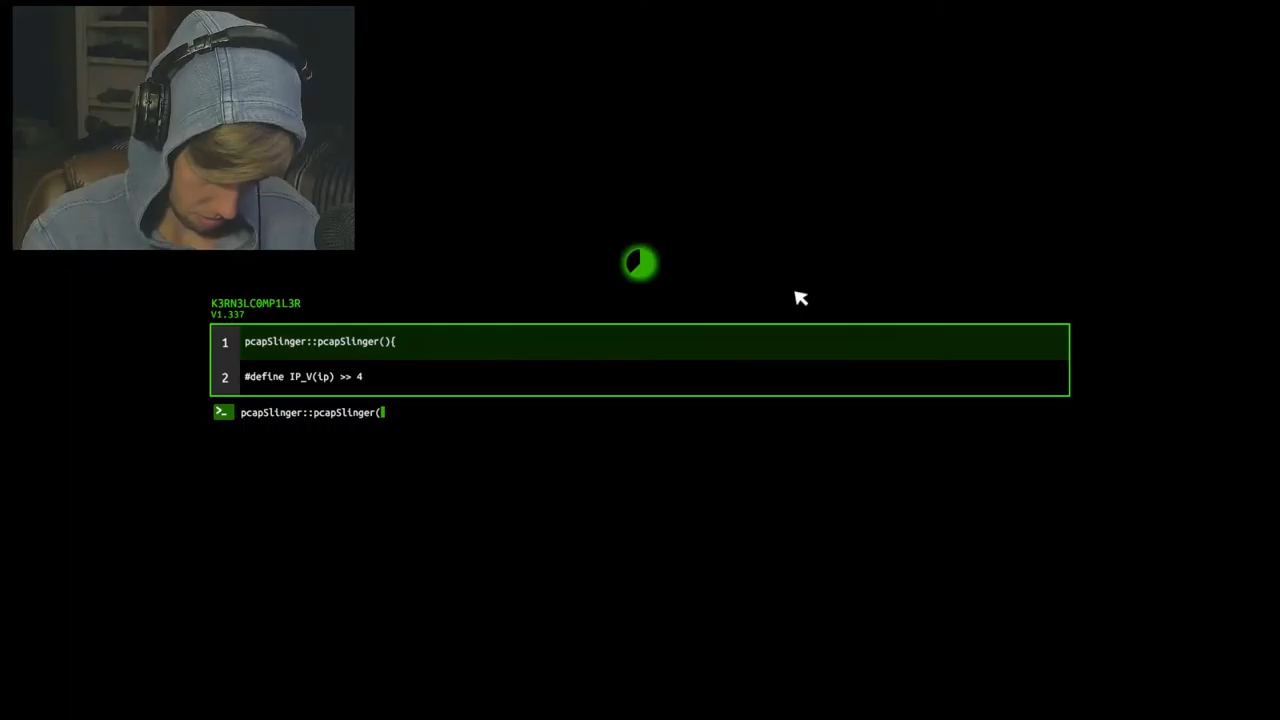 K3RN3LC0MP1L3R
V1.337
1 pcapSlinger::pcapSlinger(){
2 #define IP_V(ip) >> 4
>_ pcapSlinger::pcapSlinger(